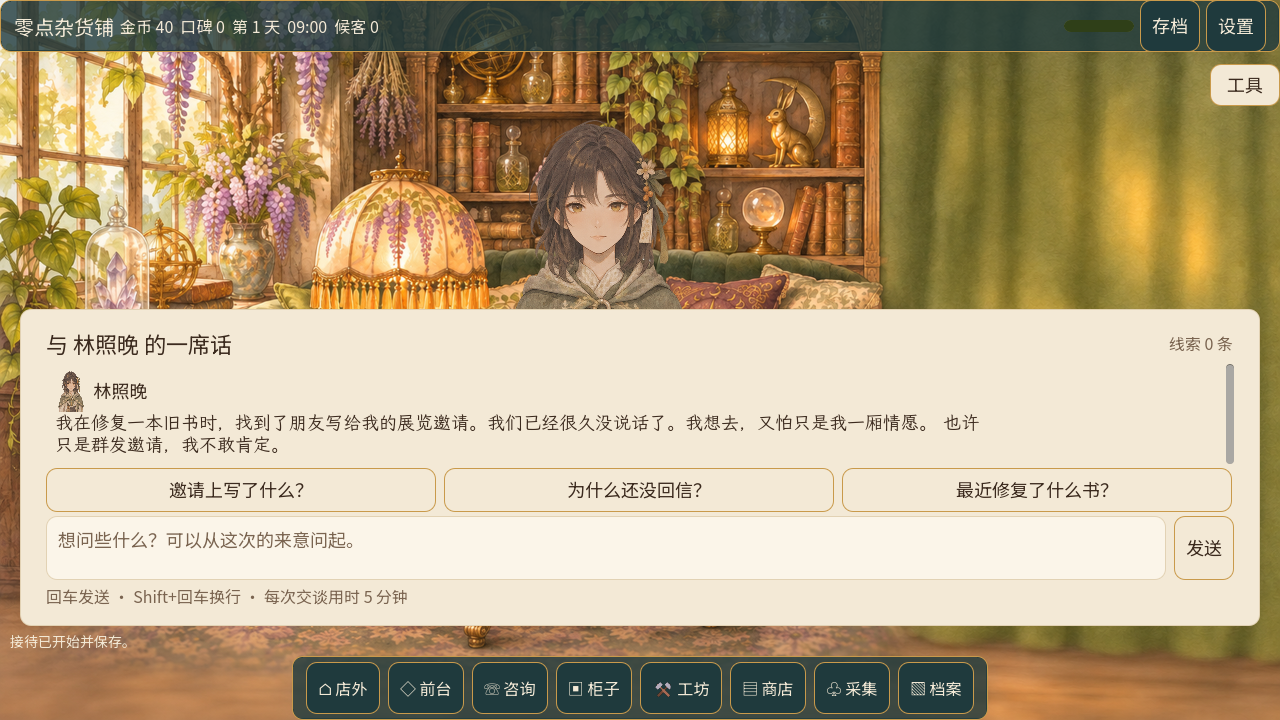 零点杂货铺 金币 40 口碑 0 第 1 天 09:00 候客 0
存档
设置
工具
与 林照晚 的一席话
线索 0 条
林照晚
我在修复一本旧书时，找到了朋友写给我的展览邀请。我们已经很久没说话了。我想去，又怕只是我一厢情愿。 也许
只是群发邀请，我不敢肯定。
邀请上写了什么？
为什么还没回信？
最近修复了什么书？
想问些什么？可以从这次的来意问起。
发送
回车发送 · Shift+回车换行 · 每次交谈用时 5 分钟
接待已开始并保存。
店外
前台
咨询
柜子
工坊
商店
采集
档案